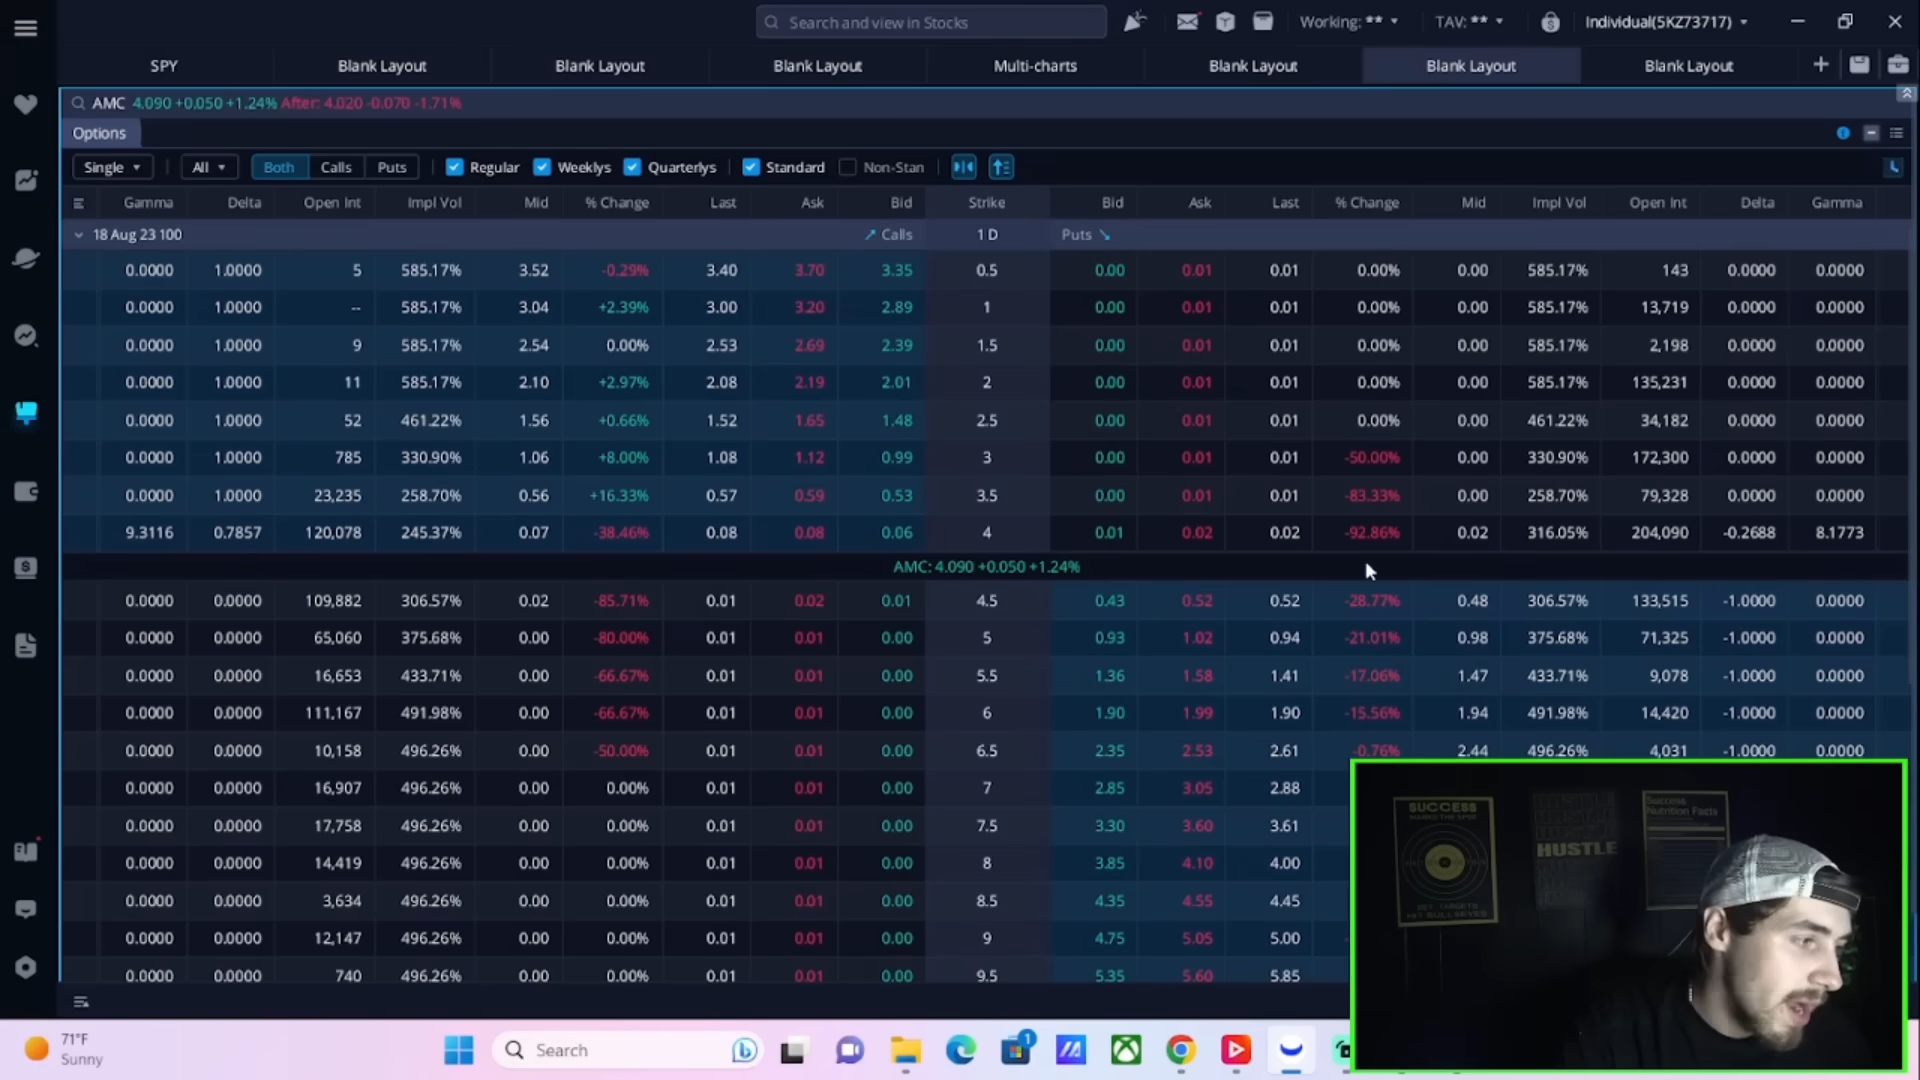 Search and view in Stocks
Working: ** TAV: ** Individual(5KZ73717)
SPY Blank Layout Blank Layout Blank Layout Multi-charts Blank Layout Blank Layout Blank Layout
AMC 4.090 +0.050 +1.24% After: 4.020 -0.070 -1.71%
Options
Single All Both Calls Puts Regular Weeklys Quarterlys Standard Non-Stan
Gamma Delta Open Int Impl Vol Mid % Change Last Ask Bid Strike Bid Ask Last % Change Mid Impl Vol Open Int Delta Gamma
18 Aug 23 100 Calls 1 D Puts
0.0000 1.0000 5 585.17% 3.52 -0.29% 3.40 3.70 3.35 0.5 0.00 0.01 0.01 0.00% 0.00 585.17% 143 0.0000 0.0000
0.0000 1.0000 -- 585.17% 3.04 +2.39% 3.00 3.20 2.89 1 0.00 0.01 0.01 0.00% 0.00 585.17% 13,719 0.0000 0.0000
0.0000 1.0000 9 585.17% 2.54 0.00% 2.53 2.69 2.39 1.5 0.00 0.01 0.01 0.00% 0.00 585.17% 2,198 0.0000 0.0000
0.0000 1.0000 11 585.17% 2.10 +2.97% 2.08 2.19 2.01 2 0.00 0.01 0.01 0.00% 0.00 585.17% 135,231 0.0000 0.0000
0.0000 1.0000 52 461.22% 1.56 +0.66% 1.52 1.65 1.48 2.5 0.00 0.01 0.01 0.00% 0.00 461.22% 34,182 0.0000 0.0000
0.0000 1.0000 785 330.90% 1.06 +8.00% 1.08 1.12 0.99 3 0.00 0.01 0.01 -50.00% 0.00 330.90% 172,300 0.0000 0.0000
0.0000 1.0000 23,235 258.70% 0.56 +16.33% 0.57 0.59 0.53 3.5 0.00 0.01 0.01 -83.33% 0.00 258.70% 79,328 0.0000 0.0000
9.3116 0.7857 120,078 245.37% 0.07 -38.46% 0.08 0.08 0.06 4 0.01 0.02 0.02 -92.86% 0.02 316.05% 204,090 -0.2688 8.1773
AMC: 4.090 +0.050 +1.24%
0.0000 0.0000 109,882 306.57% 0.02 -85.71% 0.01 0.02 0.01 4.5 0.43 0.52 0.52 -28.77% 0.48 306.57% 133,515 -1.0000 0.0000
0.0000 0.0000 65,060 375.68% 0.00 -80.00% 0.01 0.01 0.00 5 0.93 1.02 0.94 -21.01% 0.98 375.68% 71,325 -1.0000 0.0000
0.0000 0.0000 16,653 433.71% 0.00 -66.67% 0.01 0.01 0.00 5.5 1.36 1.58 1.41 -17.06% 1.47 433.71% 9,078 -1.0000 0.0000
0.0000 0.0000 111,167 491.98% 0.00 -66.67% 0.01 0.01 0.00 6 1.90 1.99 1.90 -15.56% 1.94 491.98% 14,420 -1.0000 0.0000
0.0000 0.0000 10,158 496.26% 0.00 -50.00% 0.01 0.01 0.00 6.5 2.35 2.53 2.61 -0.76% 2.44 496.26% 4,031 -1.0000 0.0000
0.0000 0.0000 16,907 496.26% 0.00 0.00% 0.01 0.01 0.00 7 2.85 3.05 2.88
0.0000 0.0000 17,758 496.26% 0.00 0.00% 0.01 0.01 0.00 7.5 3.30 3.60 3.61
0.0000 0.0000 14,419 496.26% 0.00 0.00% 0.01 0.01 0.00 8 3.85 4.10 4.00
0.0000 0.0000 3,634 496.26% 0.00 0.00% 0.01 0.01 0.00 8.5 4.35 4.55 4.45
0.0000 0.0000 12,147 496.26% 0.00 0.00% 0.01 0.01 0.00 9 4.75 5.05 5.00
0.0000 0.0000 740 496.26% 0.00 0.00% 0.01 0.01 0.00 9.5 5.35 5.60 5.85
SUCCESS
HUSTLE
Success
Nutrition Facts
71°F
Sunny
Search
1